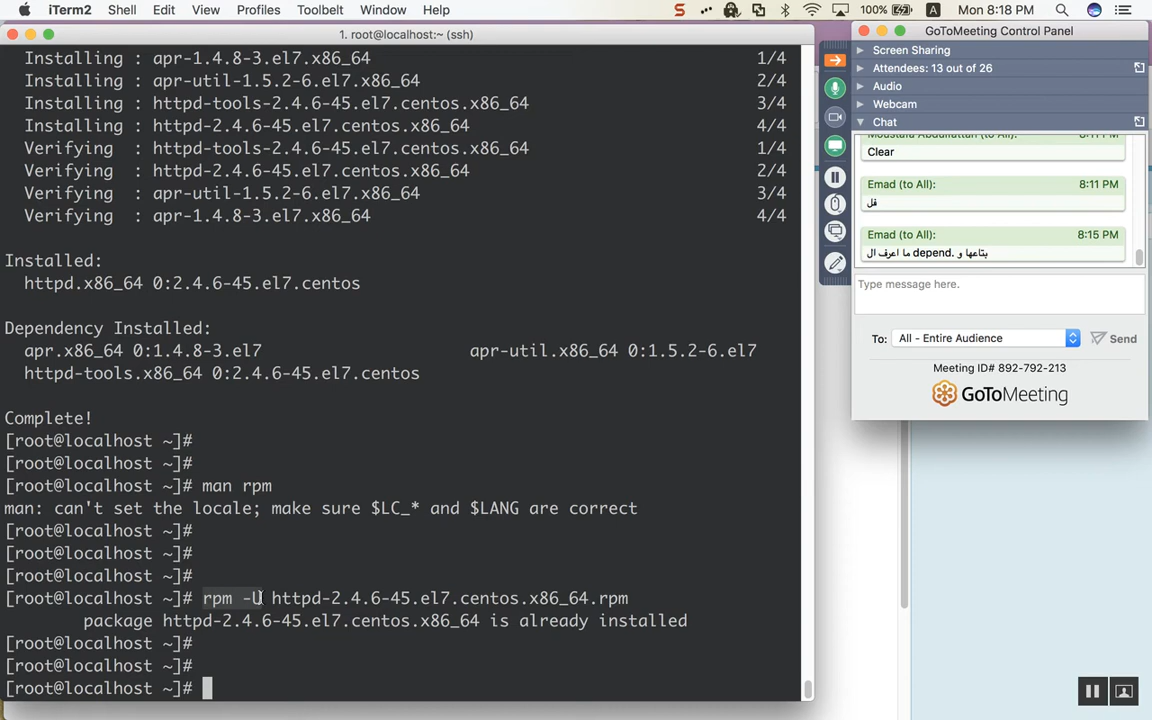 iTerm2 Shell Edit View Profiles Toolbelt Window Help 100% A Mon 8:18 PM
1. root@localhost:~ (ssh)
Installing : apr-1.4.8-3.el7.x86_64 1/4
Installing : apr-util-1.5.2-6.el7.x86_64 2/4
Installing : httpd-tools-2.4.6-45.el7.centos.x86_64 3/4
Installing : httpd-2.4.6-45.el7.centos.x86_64 4/4
Verifying : httpd-tools-2.4.6-45.el7.centos.x86_64 1/4
Verifying : httpd-2.4.6-45.el7.centos.x86_64 2/4
Verifying : apr-util-1.5.2-6.el7.x86_64 3/4
Verifying : apr-1.4.8-3.el7.x86_64 4/4
Installed:
httpd.x86_64 0:2.4.6-45.el7.centos
Dependency Installed:
apr.x86_64 0:1.4.8-3.el7 apr-util.x86_64 0:1.5.2-6.el7
httpd-tools.x86_64 0:2.4.6-45.el7.centos
Complete!
[root@localhost ~]#
[root@localhost ~]#
[root@localhost ~]# man rpm
man: can't set the locale; make sure $LC_* and $LANG are correct
[root@localhost ~]#
[root@localhost ~]#
[root@localhost ~]#
[root@localhost ~]# rpm -U httpd-2.4.6-45.el7.centos.x86_64.rpm
package httpd-2.4.6-45.el7.centos.x86_64 is already installed
[root@localhost ~]#
[root@localhost ~]#
[root@localhost ~]#
GoToMeeting Control Panel
Screen Sharing
Attendees: 13 out of 26
Audio
Webcam
Chat
Moustafa Abdulfattah (to All): 8:11 PM
Clear
Emad (to All): 8:11 PM
فل
Emad (to All): 8:15 PM
ما اعرف ال depend. بتاعها و
Type message here.
To: All - Entire Audience Send
Meeting ID# 892-792-213
GoToMeeting